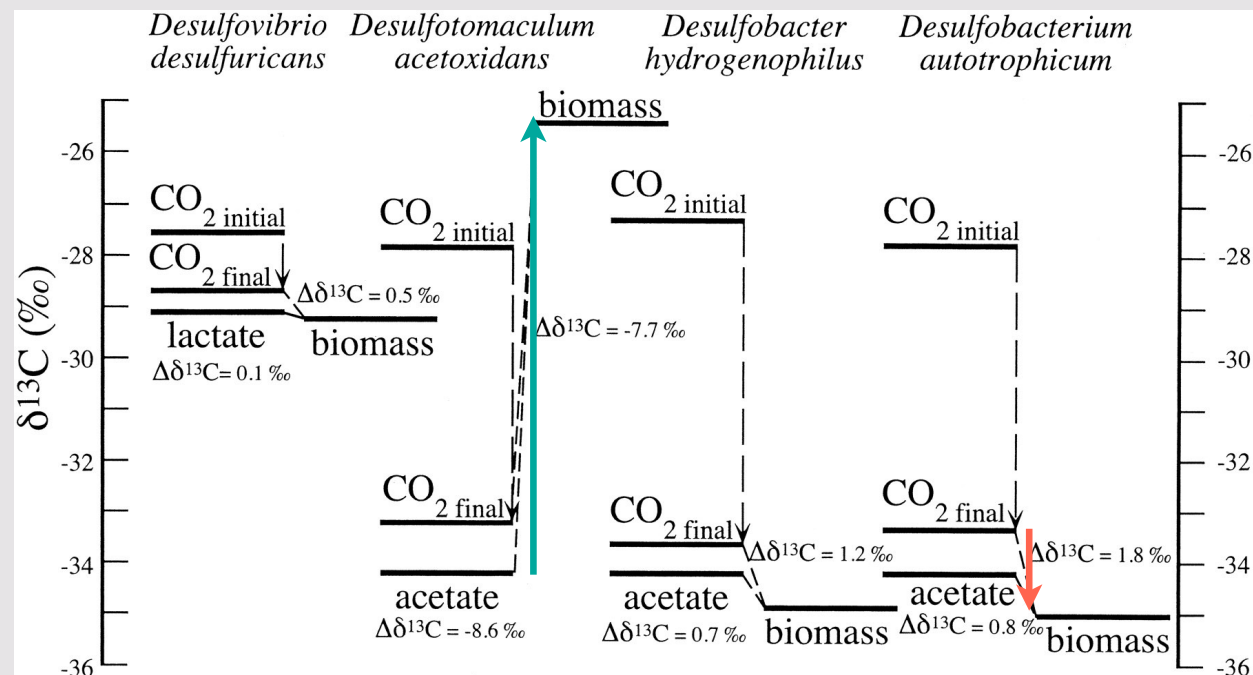 Desulfovibrio
desulfuricans
Desulfotomaculum
acetoxidans
Desulfobacter
hydrogenophilus
Desulfobacterium
autotrophicum
δ¹³C (‰)
-26
-28
-30
-32
-34
-36
CO₂ initial
CO₂ final
Δδ¹³C = 0.5 ‰
lactate
biomass
Δδ¹³C= 0.1 ‰
biomass
CO₂ initial
Δδ¹³C = -7.7 ‰
CO₂ final
acetate
Δδ¹³C = -8.6 ‰
CO₂ initial
CO₂ final
Δδ¹³C = 1.2 ‰
acetate
Δδ¹³C = 0.7 ‰
biomass
CO₂ initial
CO₂ final
Δδ¹³C = 1.8 ‰
acetate
Δδ¹³C = 0.8 ‰
biomass
-26
-28
-30
-32
-34
-36